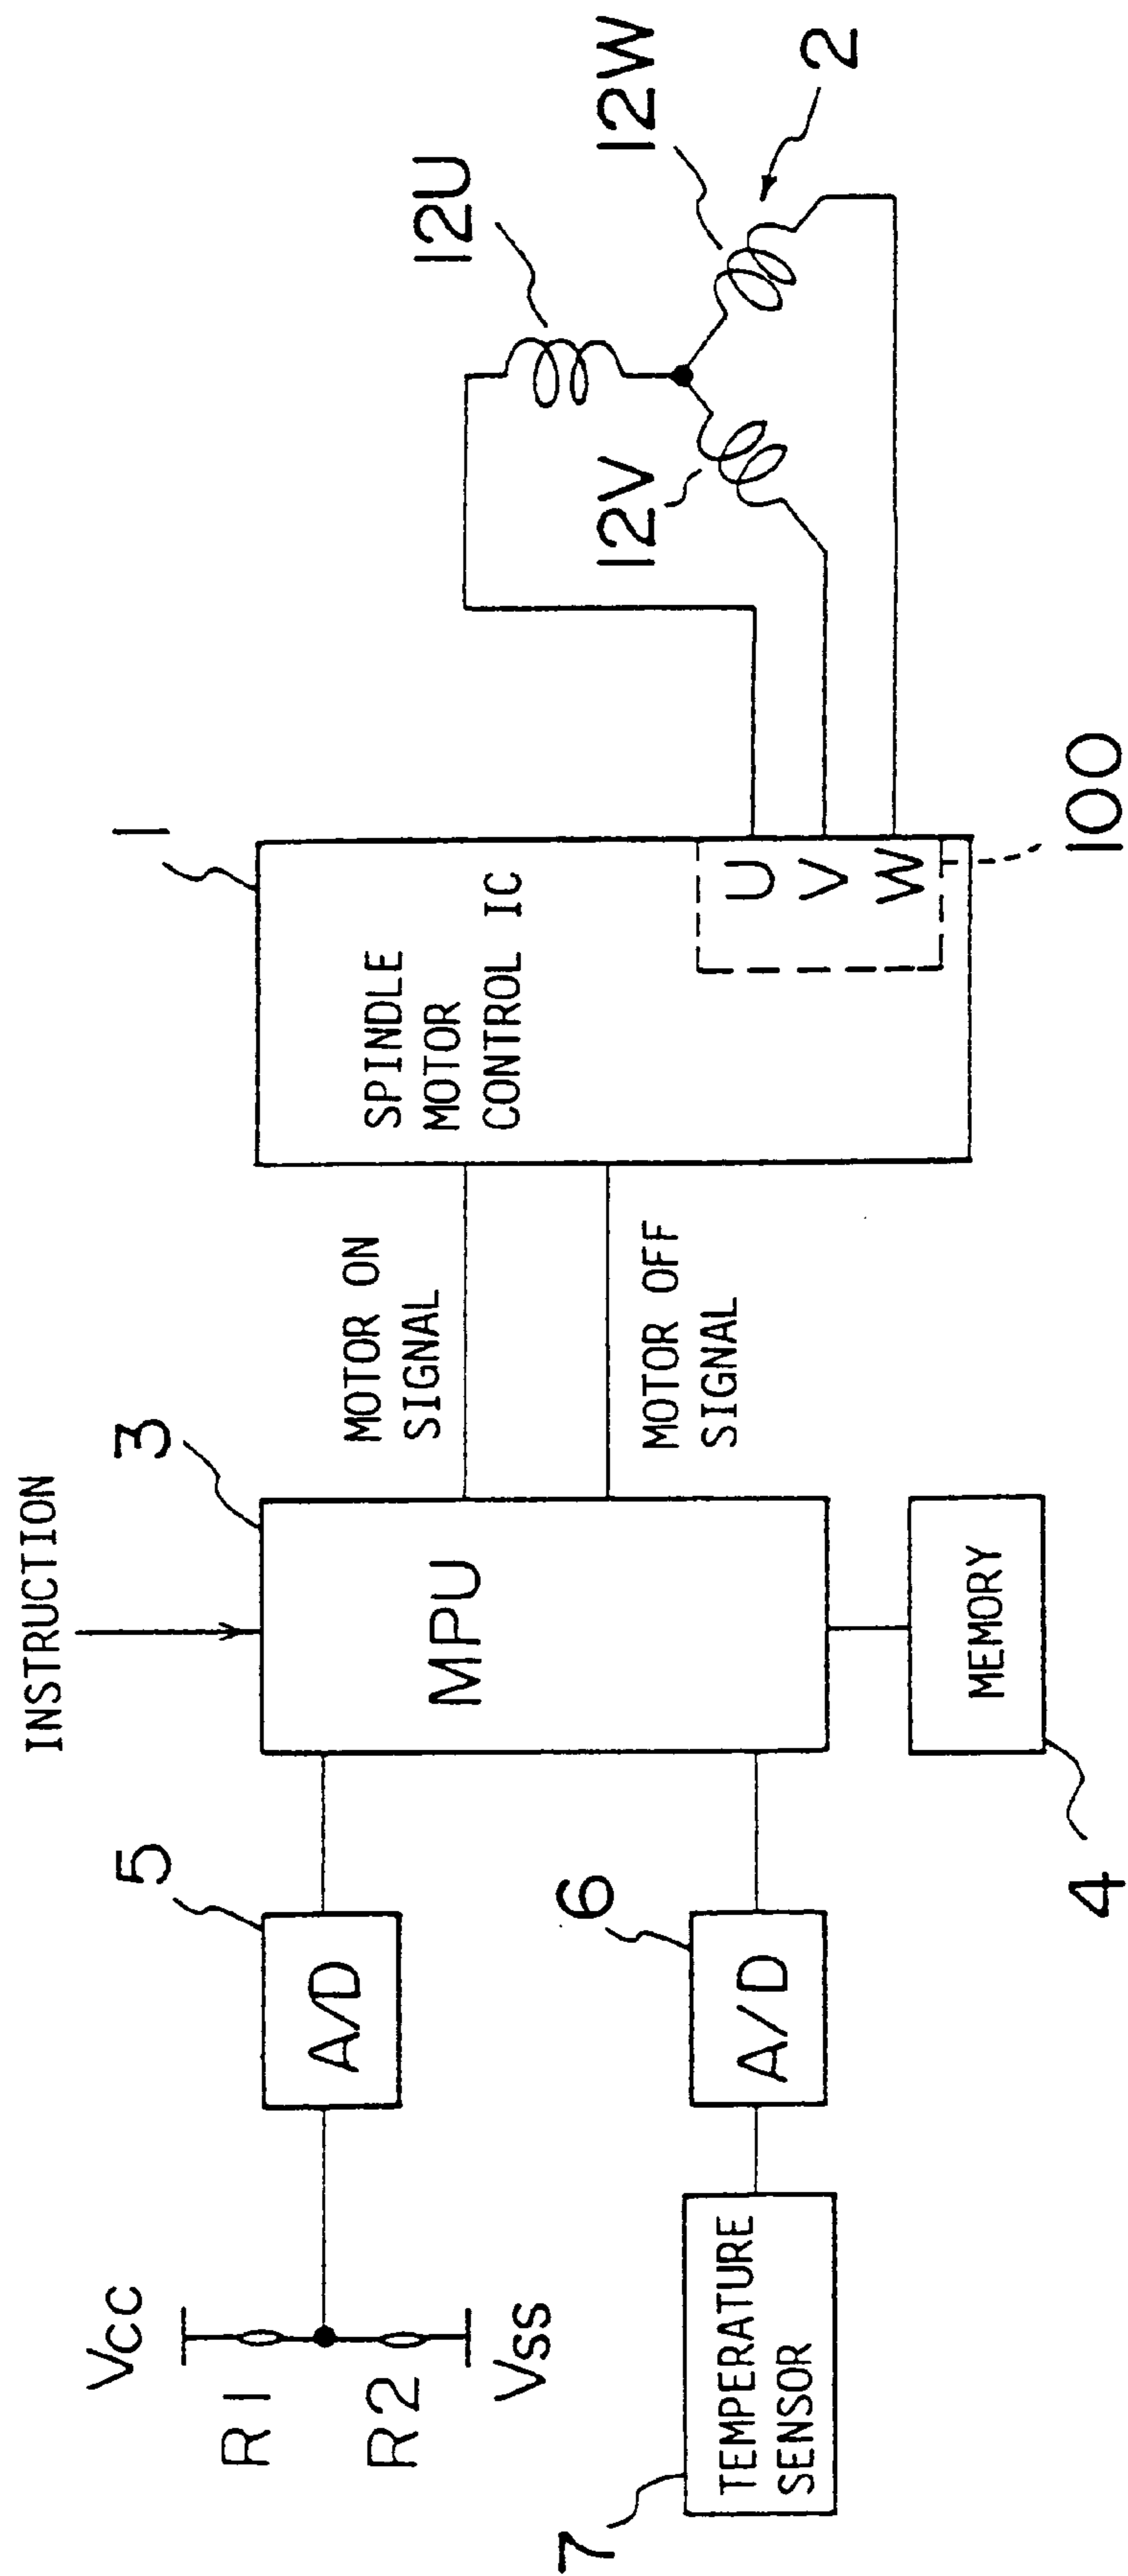 INSTRUCTION
VCC
R1
R2
VSS
5
A/D
3
MPU
MOTOR ON
SIGNAL
MOTOR OFF
SIGNAL
1
SPINDLE
MOTOR
CONTROL IC
U
V
W
100
12U
12V
12W
2
7
TEMPERATURE
SENSOR
6
A/D
MEMORY
4